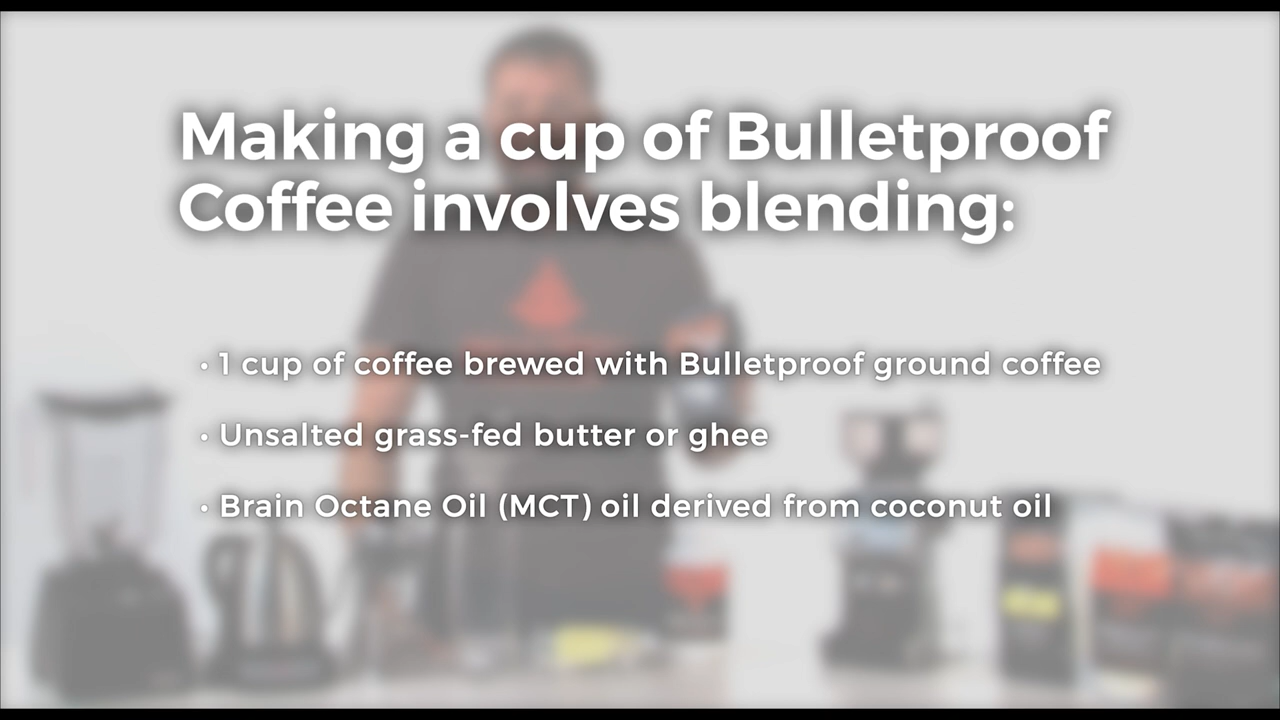 Making a cup of Bulletproof
Coffee involves blending:
• 1 cup of coffee brewed with Bulletproof ground coffee
• Unsalted grass-fed butter or ghee
• Brain Octane Oil (MCT) oil derived from coconut oil